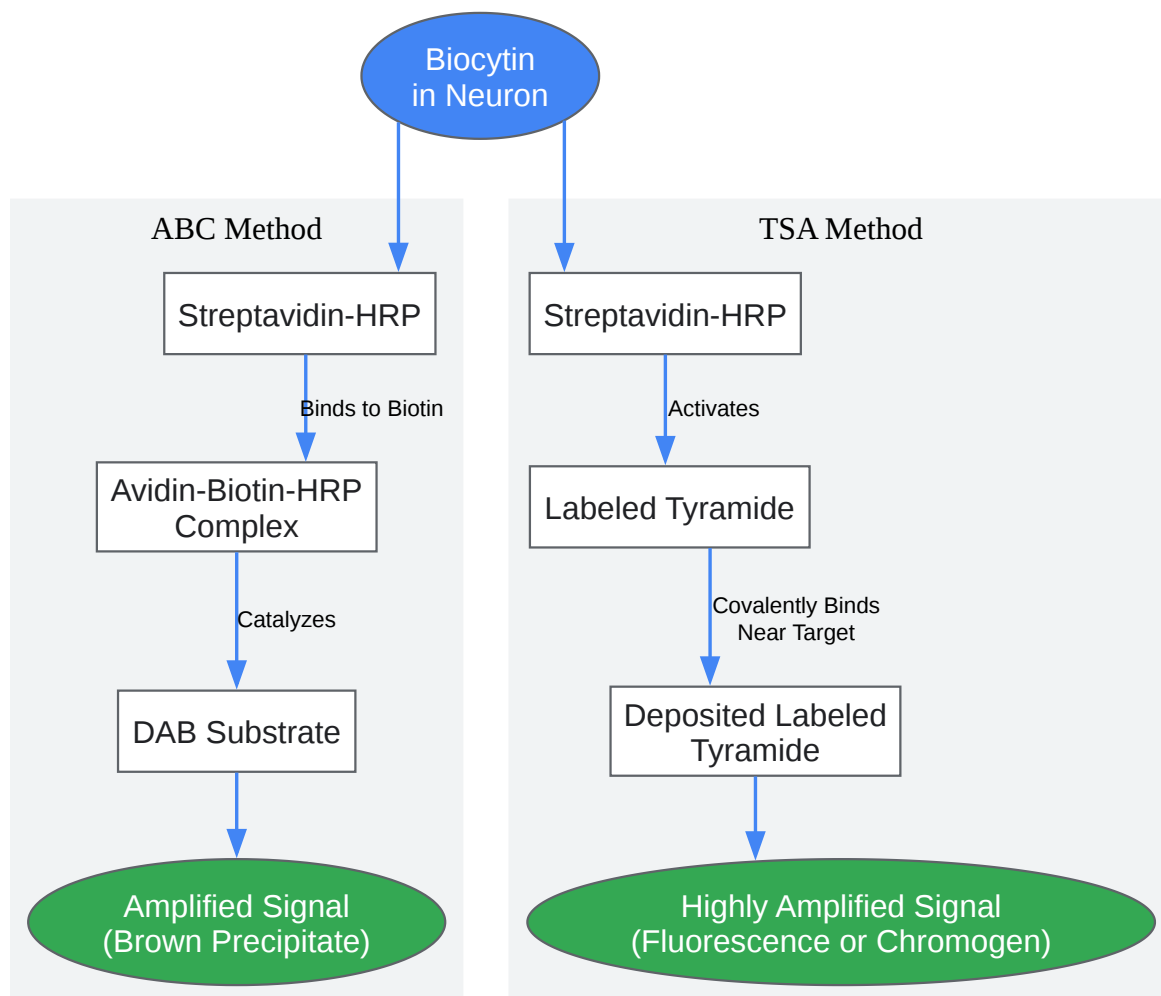 Biocytin
in Neuron
ABC Method
Streptavidin-HRP
Binds to Biotin
Avidin-Biotin-HRP
Complex
Catalyzes
DAB Substrate
Amplified Signal
(Brown Precipitate)
TSA Method
Streptavidin-HRP
Activates
Labeled Tyramide
Covalently Binds
Near Target
Deposited Labeled
Tyramide
Highly Amplified Signal
(Fluorescence or Chromogen)